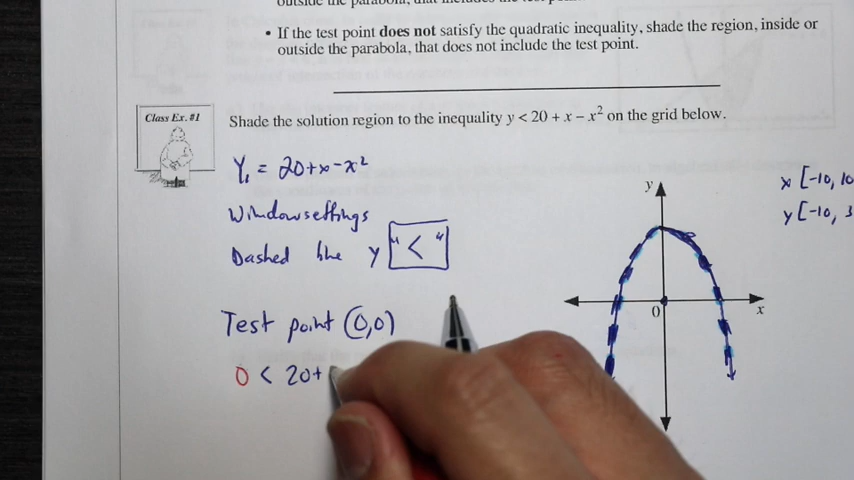 outside the parabola, that includes the test point.
• If the test point does not satisfy the quadratic inequality, shade the region, inside or
outside the parabola, that does not include the test point.
Class Ex. #1
Shade the solution region to the inequality y < 20 + x − x² on the grid below.
Y₁ = 20+x-x²
Window settings
Dashed line y "<"
Test point (0,0)
0 < 20+
y
0
x
x [-10, 10
y [-10, 3